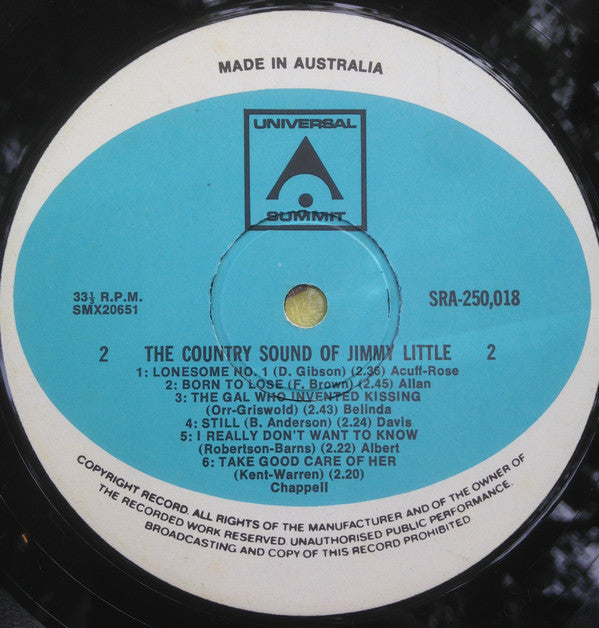 MADE IN AUSTRALIA
UNIVERSAL
SUMMIT
33⅓ R.P.M.
SMX20651
SRA-250,018
2 THE COUNTRY SOUND OF JIMMY LITTLE 2
1: LONESOME NO. 1 (D. Gibson) (2.36) Acuff-Rose
2: BORN TO LOSE (F. Brown) (2.45) Allan
3: THE GAL WHO INVENTED KISSING
(Orr-Griswold) (2.43) Belinda
4: STILL (B. Anderson) (2.24) Davis
5: I REALLY DON'T WANT TO KNOW
(Robertson-Barns) (2.22) Albert
6: TAKE GOOD CARE OF HER
(Kent-Warren) (2.20)
Chappell
COPYRIGHT RECORD. ALL RIGHTS OF THE MANUFACTURER AND OF THE OWNER OF
THE RECORDED WORK RESERVED. UNAUTHORISED PUBLIC PERFORMANCE,
BROADCASTING AND COPY OF THIS RECORD PROHIBITED